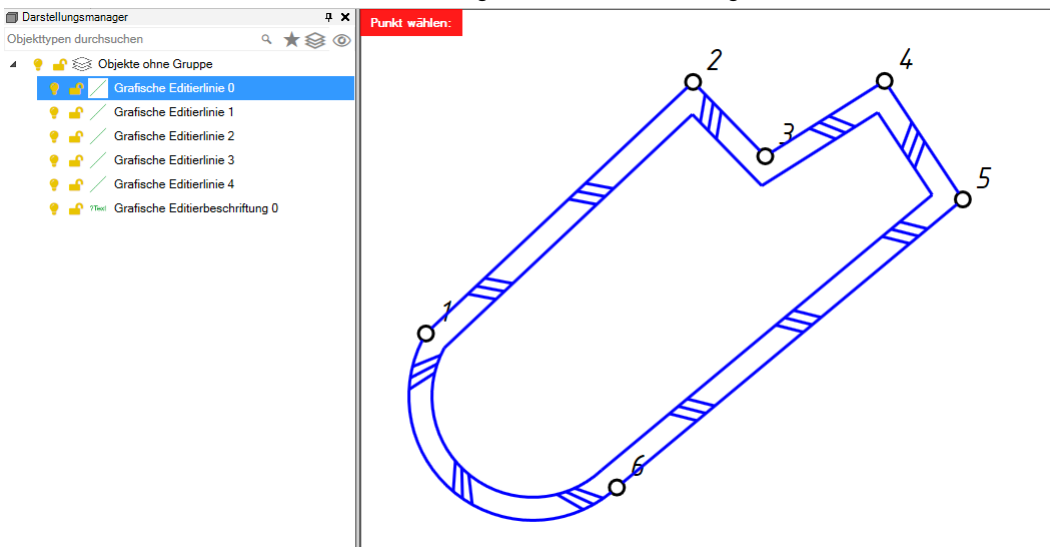 Darstellungsmanager
Objekttypen durchsuchen
Objekte ohne Gruppe
Grafische Editierlinie 0
Grafische Editierlinie 1
Grafische Editierlinie 2
Grafische Editierlinie 3
Grafische Editierlinie 4
?Text Grafische Editierbeschriftung 0
Punkt wählen:
2
4
3
5
1
6